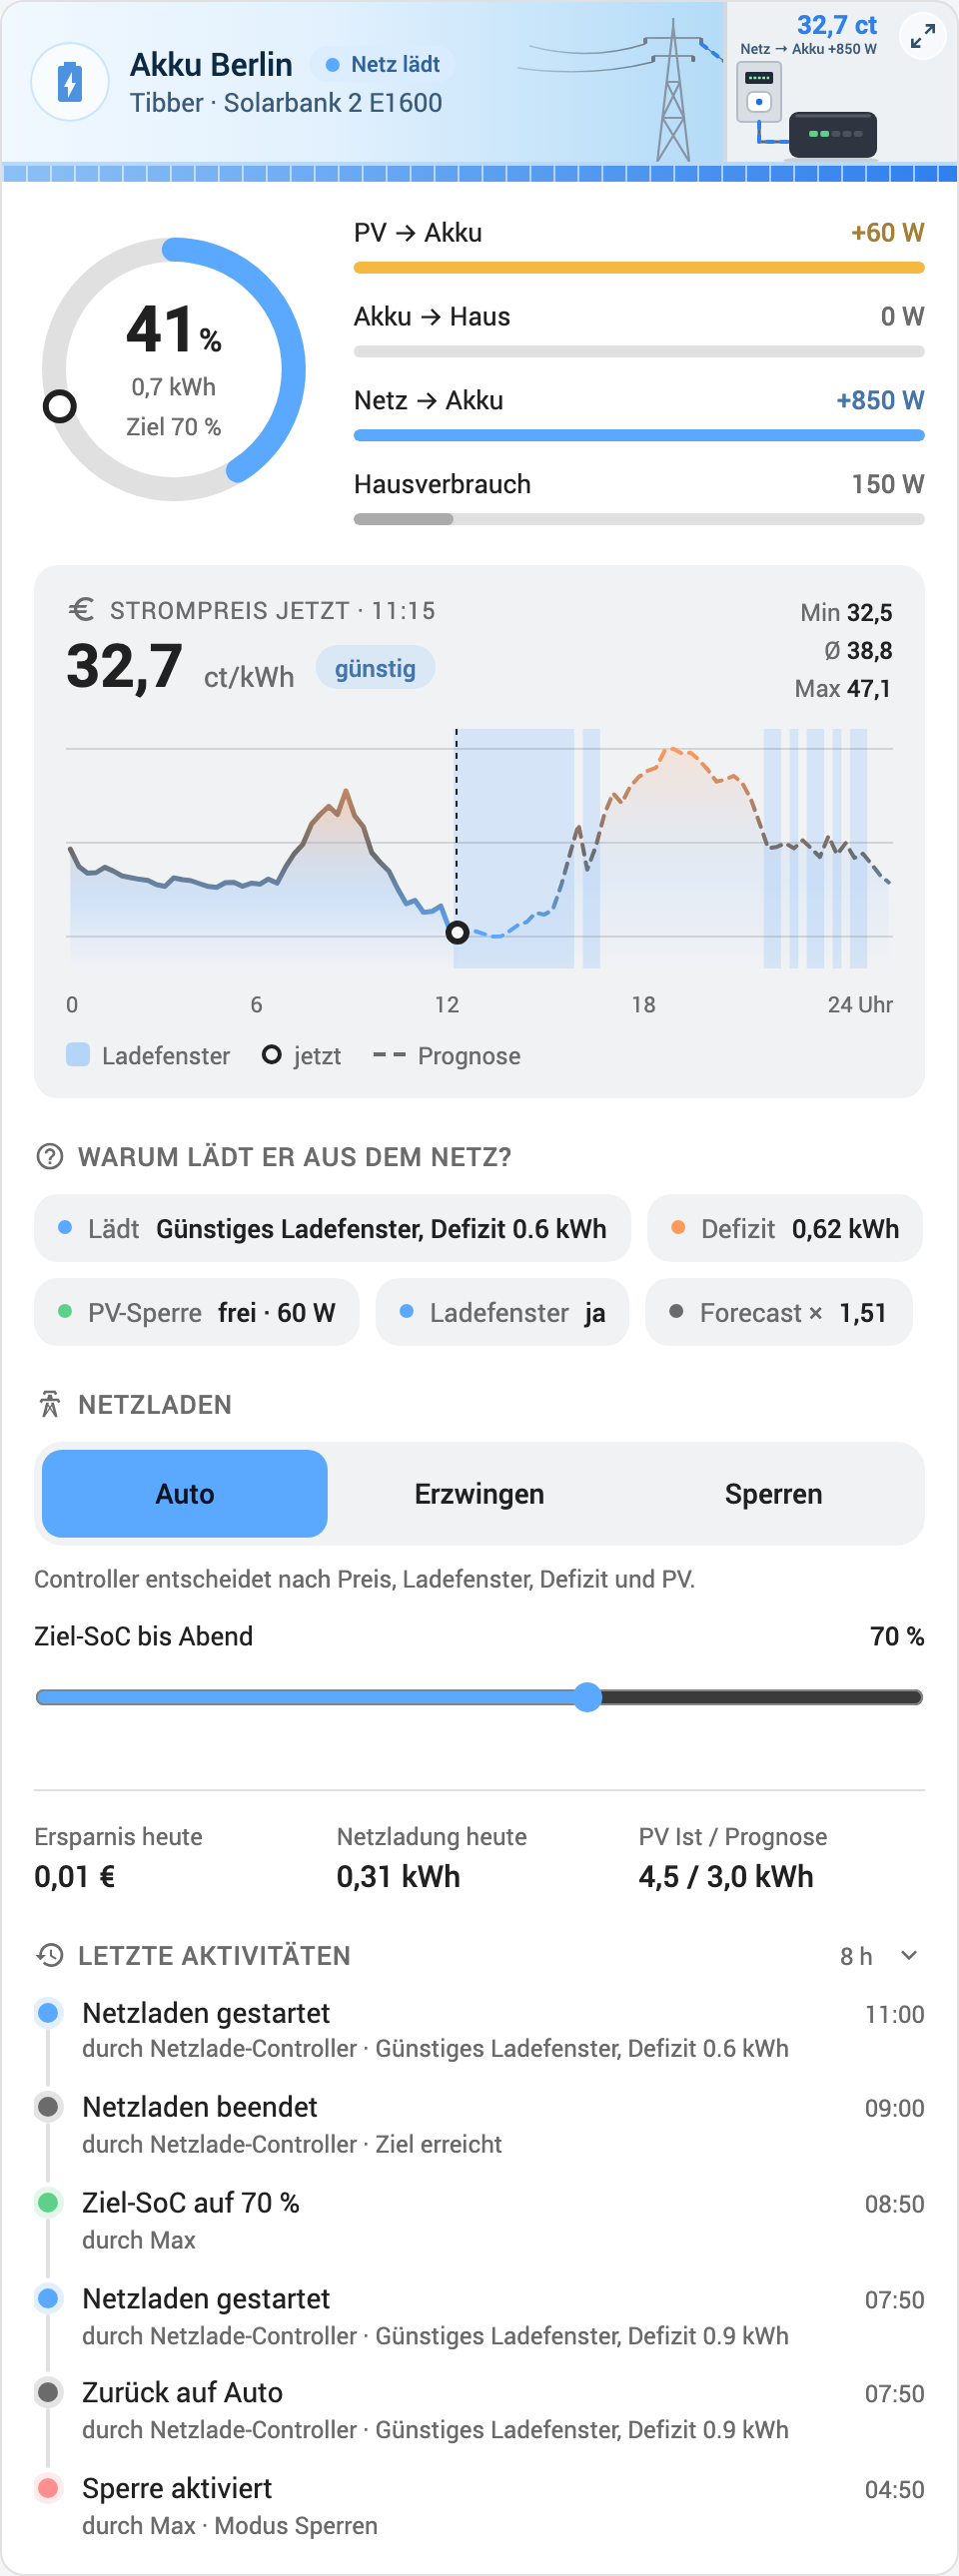 Akku Berlin
Netz lädt
Tibber · Solarbank 2 E1600
32,7 ct
Netz → Akku +850 W
41%
0,7 kWh
Ziel 70 %
PV → Akku +60 W
Akku → Haus 0 W
Netz → Akku +850 W
Hausverbrauch 150 W
STROMPREIS JETZT · 11:15
32,7 ct/kWh günstig
Min 32,5
Ø 38,8
Max 47,1
0 6 12 18 24 Uhr
Ladefenster jetzt Prognose
WARUM LÄDT ER AUS DEM NETZ?
Lädt Günstiges Ladefenster, Defizit 0.6 kWh
Defizit 0,62 kWh
PV-Sperre frei · 60 W
Ladefenster ja
Forecast × 1,51
NETZLADEN
Auto Erzwingen Sperren
Controller entscheidet nach Preis, Ladefenster, Defizit und PV.
Ziel-SoC bis Abend 70 %
Ersparnis heute Netzladung heute PV Ist / Prognose
0,01 € 0,31 kWh 4,5 / 3,0 kWh
LETZTE AKTIVITÄTEN 8 h
Netzladen gestartet 11:00
durch Netzlade-Controller · Günstiges Ladefenster, Defizit 0.6 kWh
Netzladen beendet 09:00
durch Netzlade-Controller · Ziel erreicht
Ziel-SoC auf 70 % 08:50
durch Max
Netzladen gestartet 07:50
durch Netzlade-Controller · Günstiges Ladefenster, Defizit 0.9 kWh
Zurück auf Auto 07:50
durch Netzlade-Controller · Günstiges Ladefenster, Defizit 0.9 kWh
Sperre aktiviert 04:50
durch Max · Modus Sperren